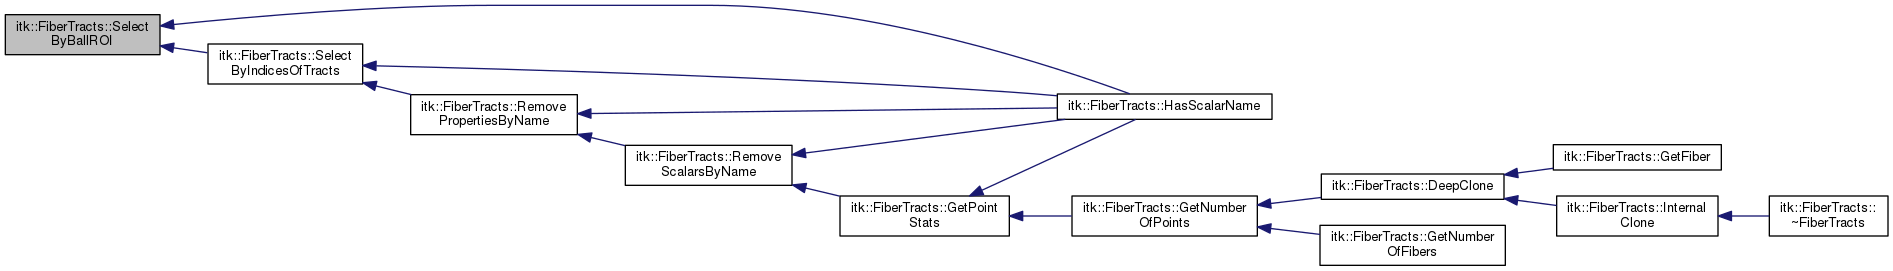 itk::FiberTracts::Select
ByBallROI
itk::FiberTracts::Select
ByIndicesOfTracts
itk::FiberTracts::Remove
PropertiesByName
itk::FiberTracts::HasScalarName
itk::FiberTracts::Remove
ScalarsByName
itk::FiberTracts::GetPoint
Stats
itk::FiberTracts::GetNumber
OfPoints
itk::FiberTracts::DeepClone
itk::FiberTracts::GetNumber
OfFibers
itk::FiberTracts::GetFiber
itk::FiberTracts::Internal
Clone
itk::FiberTracts::
~FiberTracts